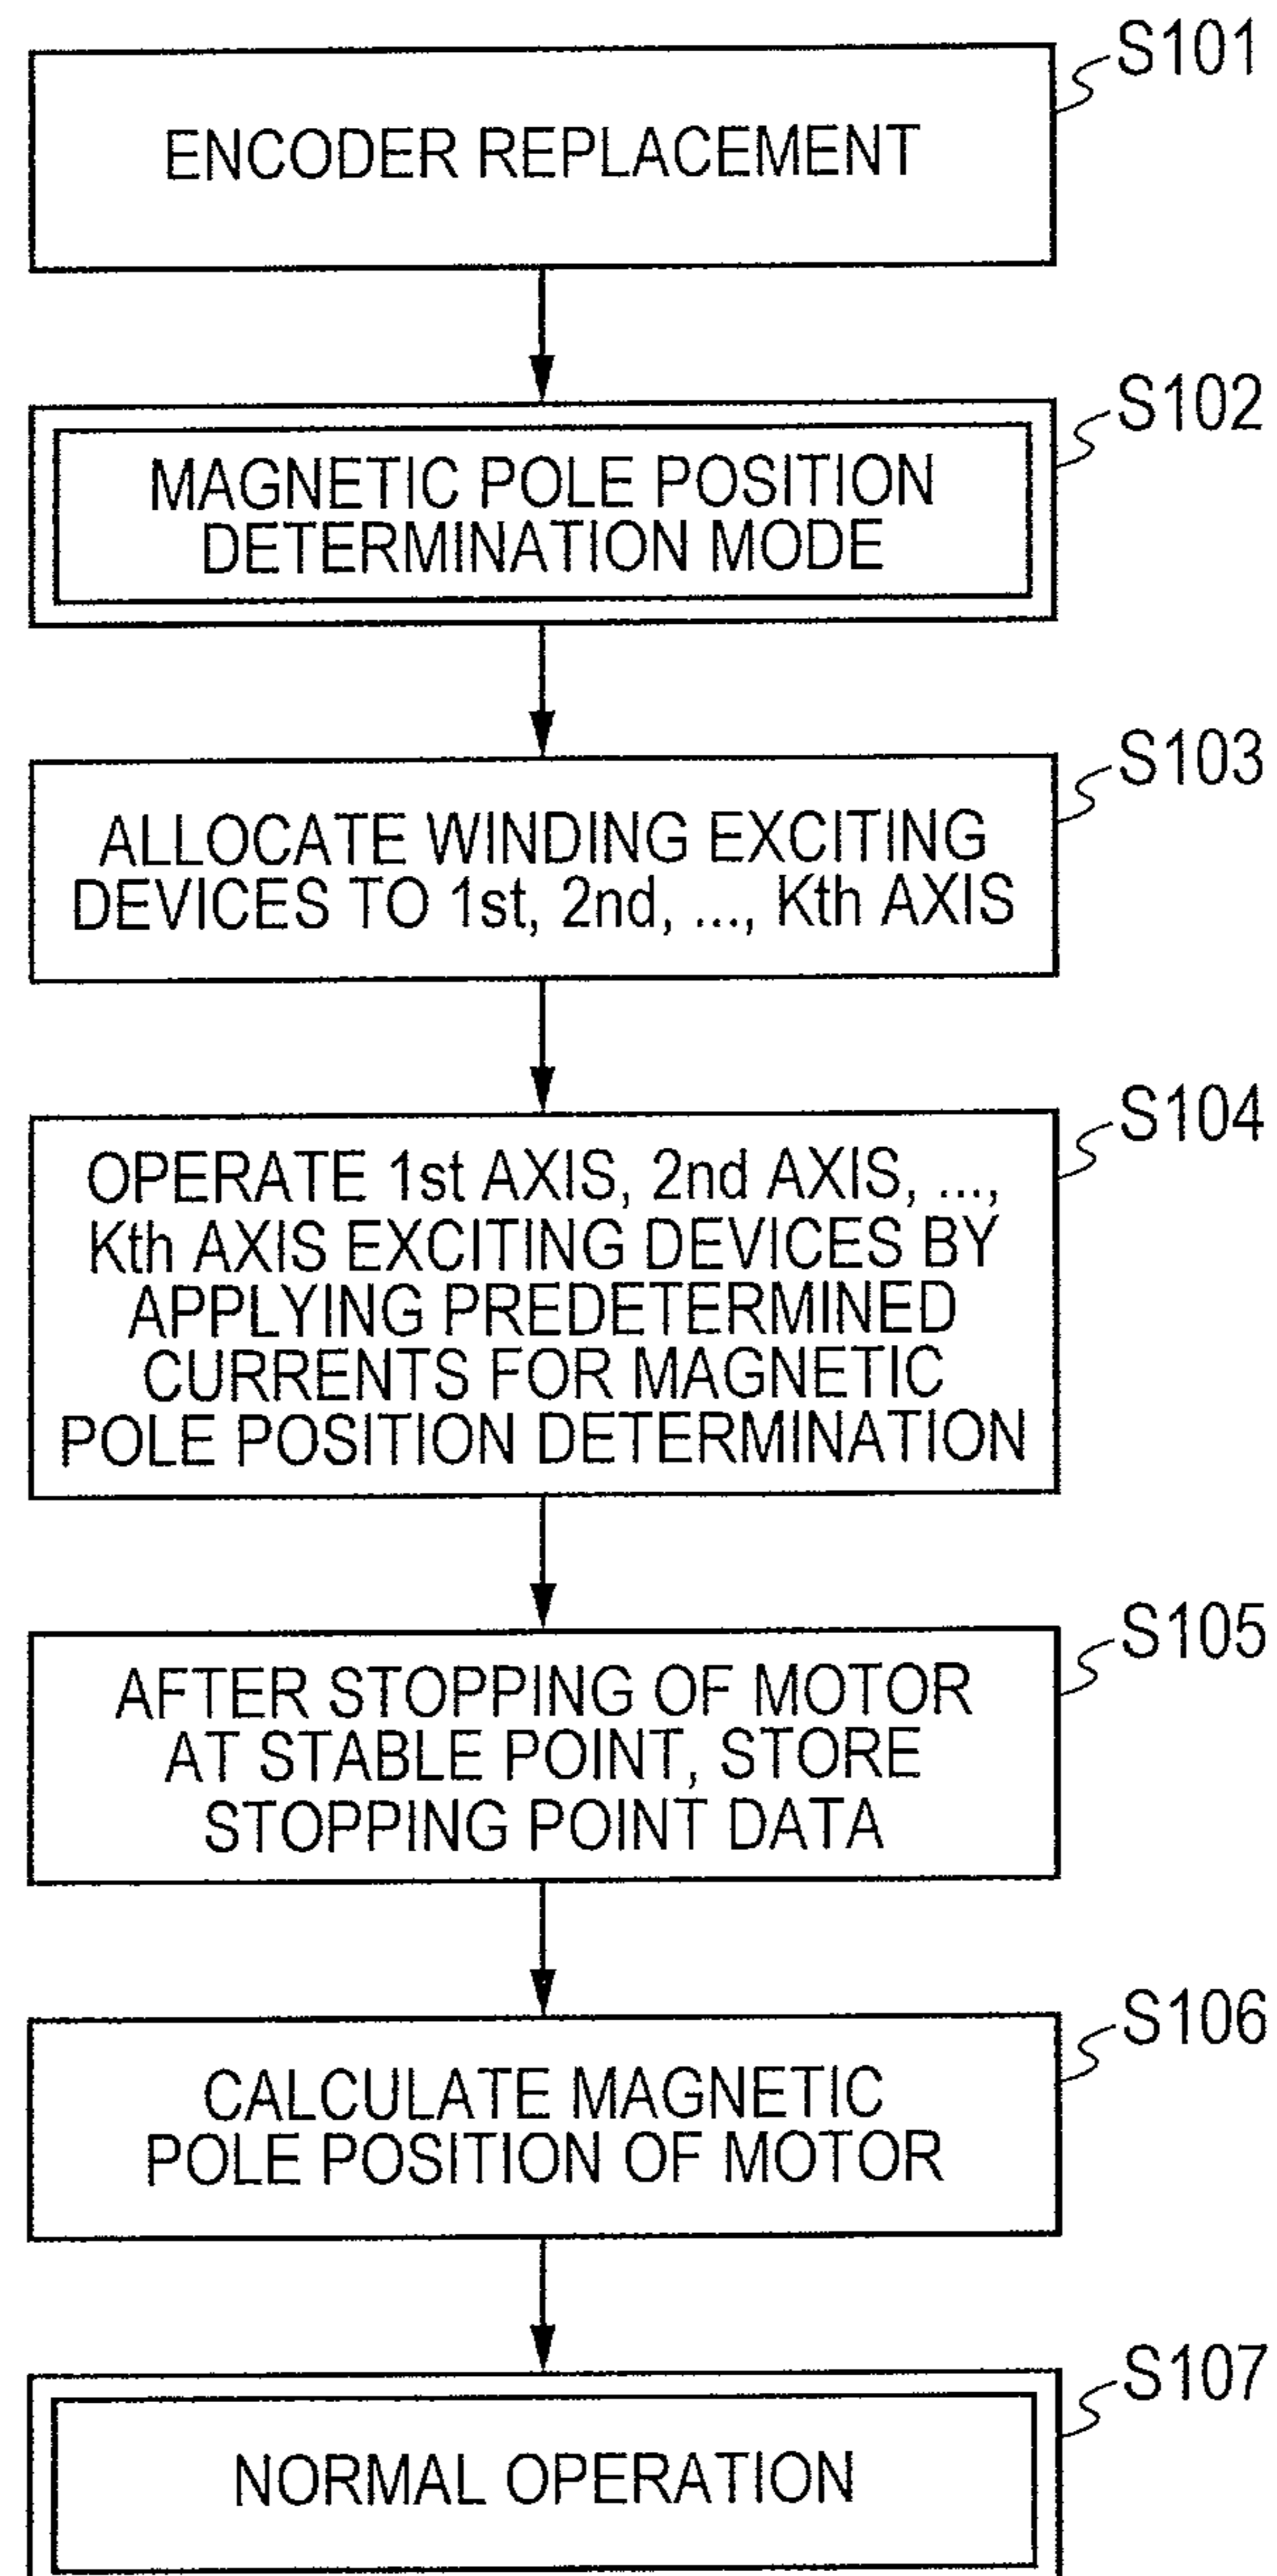 S101
ENCODER REPLACEMENT
S102
MAGNETIC POLE POSITION
DETERMINATION MODE
S103
ALLOCATE WINDING EXCITING
DEVICES TO 1st, 2nd, ..., Kth AXIS
S104
OPERATE 1st AXIS, 2nd AXIS, ...,
Kth AXIS EXCITING DEVICES BY
APPLYING PREDETERMINED
CURRENTS FOR MAGNETIC
POLE POSITION DETERMINATION
S105
AFTER STOPPING OF MOTOR
AT STABLE POINT, STORE
STOPPING POINT DATA
S106
CALCULATE MAGNETIC
POLE POSITION OF MOTOR
S107
NORMAL OPERATION